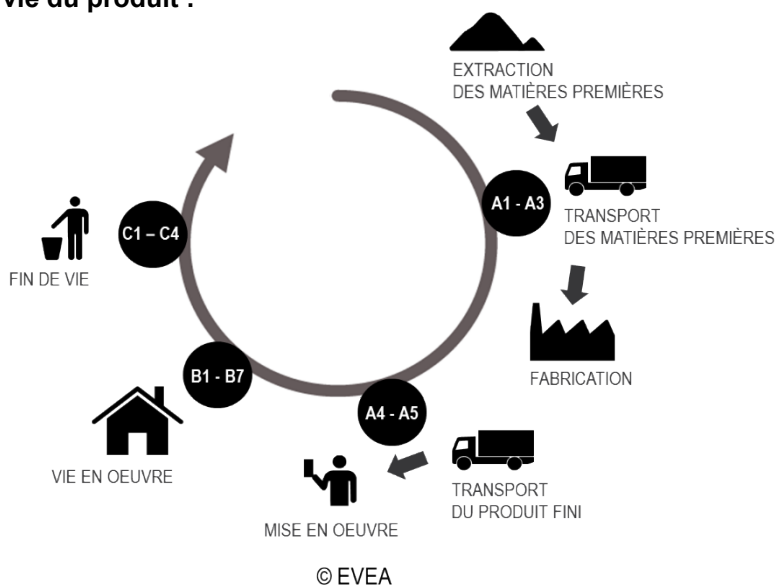 vie du produit :
EXTRACTION
DES MATIÈRES PREMIÈRES
A1 - A3
TRANSPORT
DES MATIÈRES PREMIÈRES
C1 – C4
FIN DE VIE
FABRICATION
B1 - B7
A4 - A5
VIE EN OEUVRE
TRANSPORT
DU PRODUIT FINI
MISE EN OEUVRE
© EVEA